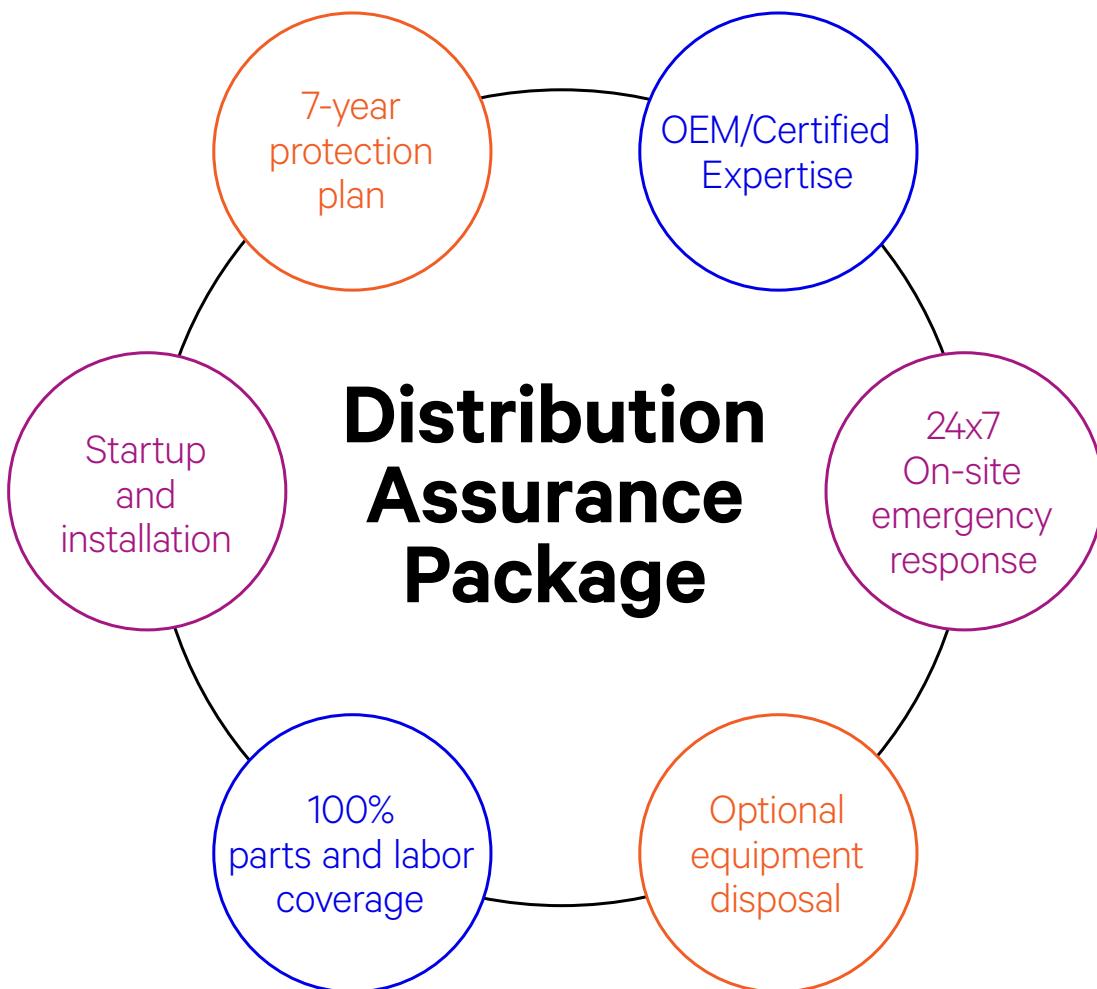 7-year
protection
plan
OEM/Certified
Expertise
Startup
and
installation
Distribution
Assurance
Package
24x7
On-site
emergency
response
100%
parts and labor
coverage
Optional
equipment
disposal